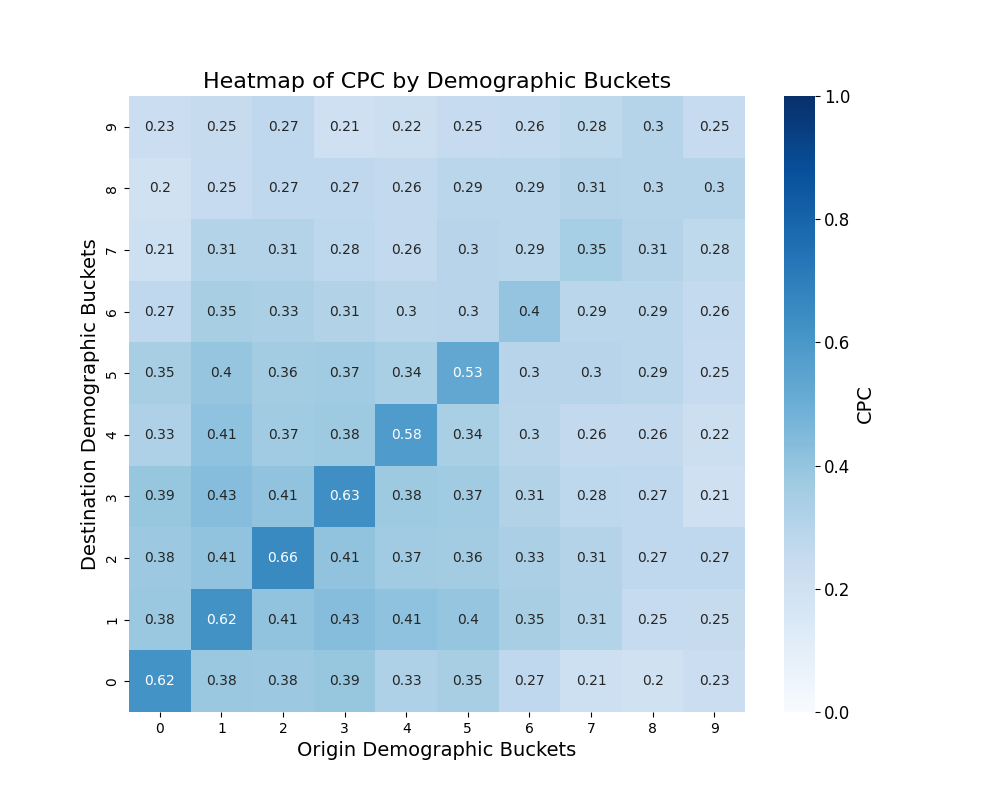 Heatmap of CPC by Demographic Buckets
9 0.23 0.25 0.27 0.21 0.22 0.25 0.26 0.28 0.3 0.25
8 0.2 0.25 0.27 0.27 0.26 0.29 0.29 0.31 0.3 0.3
7 0.21 0.31 0.31 0.28 0.26 0.3 0.29 0.35 0.31 0.28
6 0.27 0.35 0.33 0.31 0.3 0.3 0.4 0.29 0.29 0.26
5 0.35 0.4 0.36 0.37 0.34 0.53 0.3 0.3 0.29 0.25
4 0.33 0.41 0.37 0.38 0.58 0.34 0.3 0.26 0.26 0.22
3 0.39 0.43 0.41 0.63 0.38 0.37 0.31 0.28 0.27 0.21
2 0.38 0.41 0.66 0.41 0.37 0.36 0.33 0.31 0.27 0.27
1 0.38 0.62 0.41 0.43 0.41 0.4 0.35 0.31 0.25 0.25
0 0.62 0.38 0.38 0.39 0.33 0.35 0.27 0.21 0.2 0.23
0 1 2 3 4 5 6 7 8 9
Origin Demographic Buckets
Destination Demographic Buckets
1.0
0.8
0.6
0.4
0.2
0.0
CPC